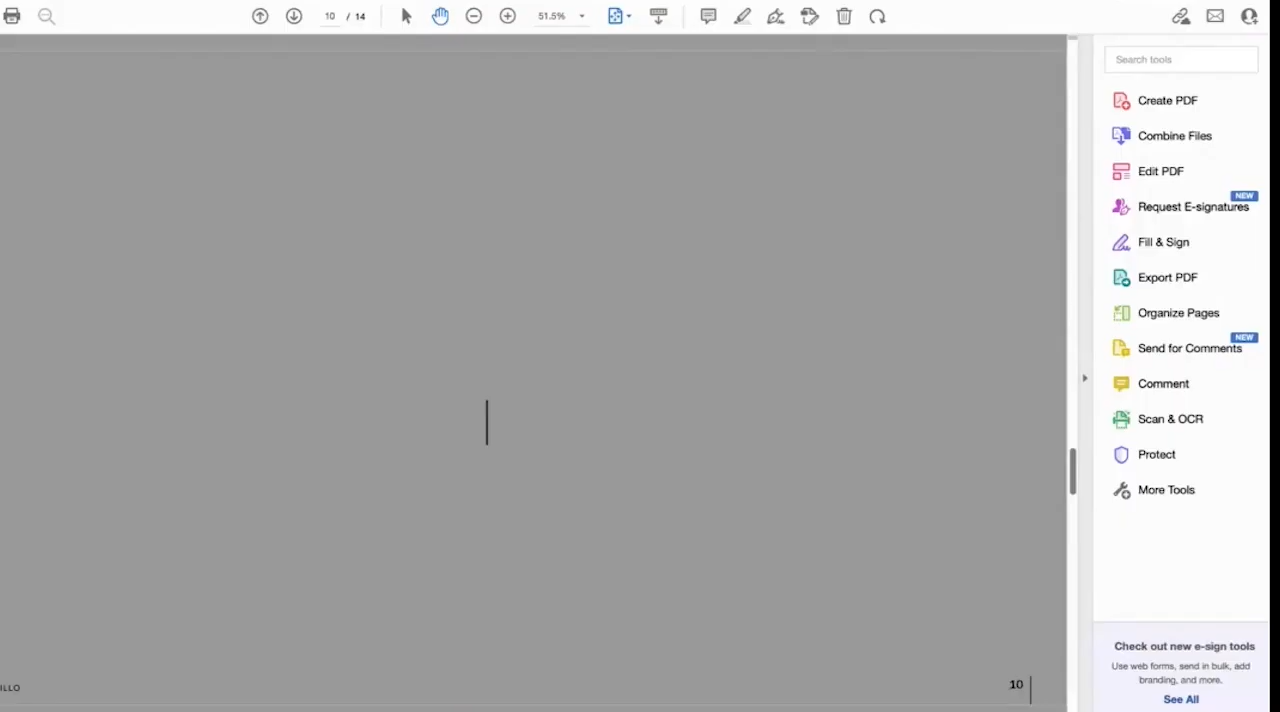 10 / 14
51.5%
Search tools
Create PDF
Combine Files
Edit PDF
NEW
Request E-signatures
Fill & Sign
Export PDF
Organize Pages
NEW
Send for Comments
Comment
Scan & OCR
Protect
More Tools
Check out new e-sign tools
Use web forms, send in bulk, add
branding, and more.
See All
ILLO
10